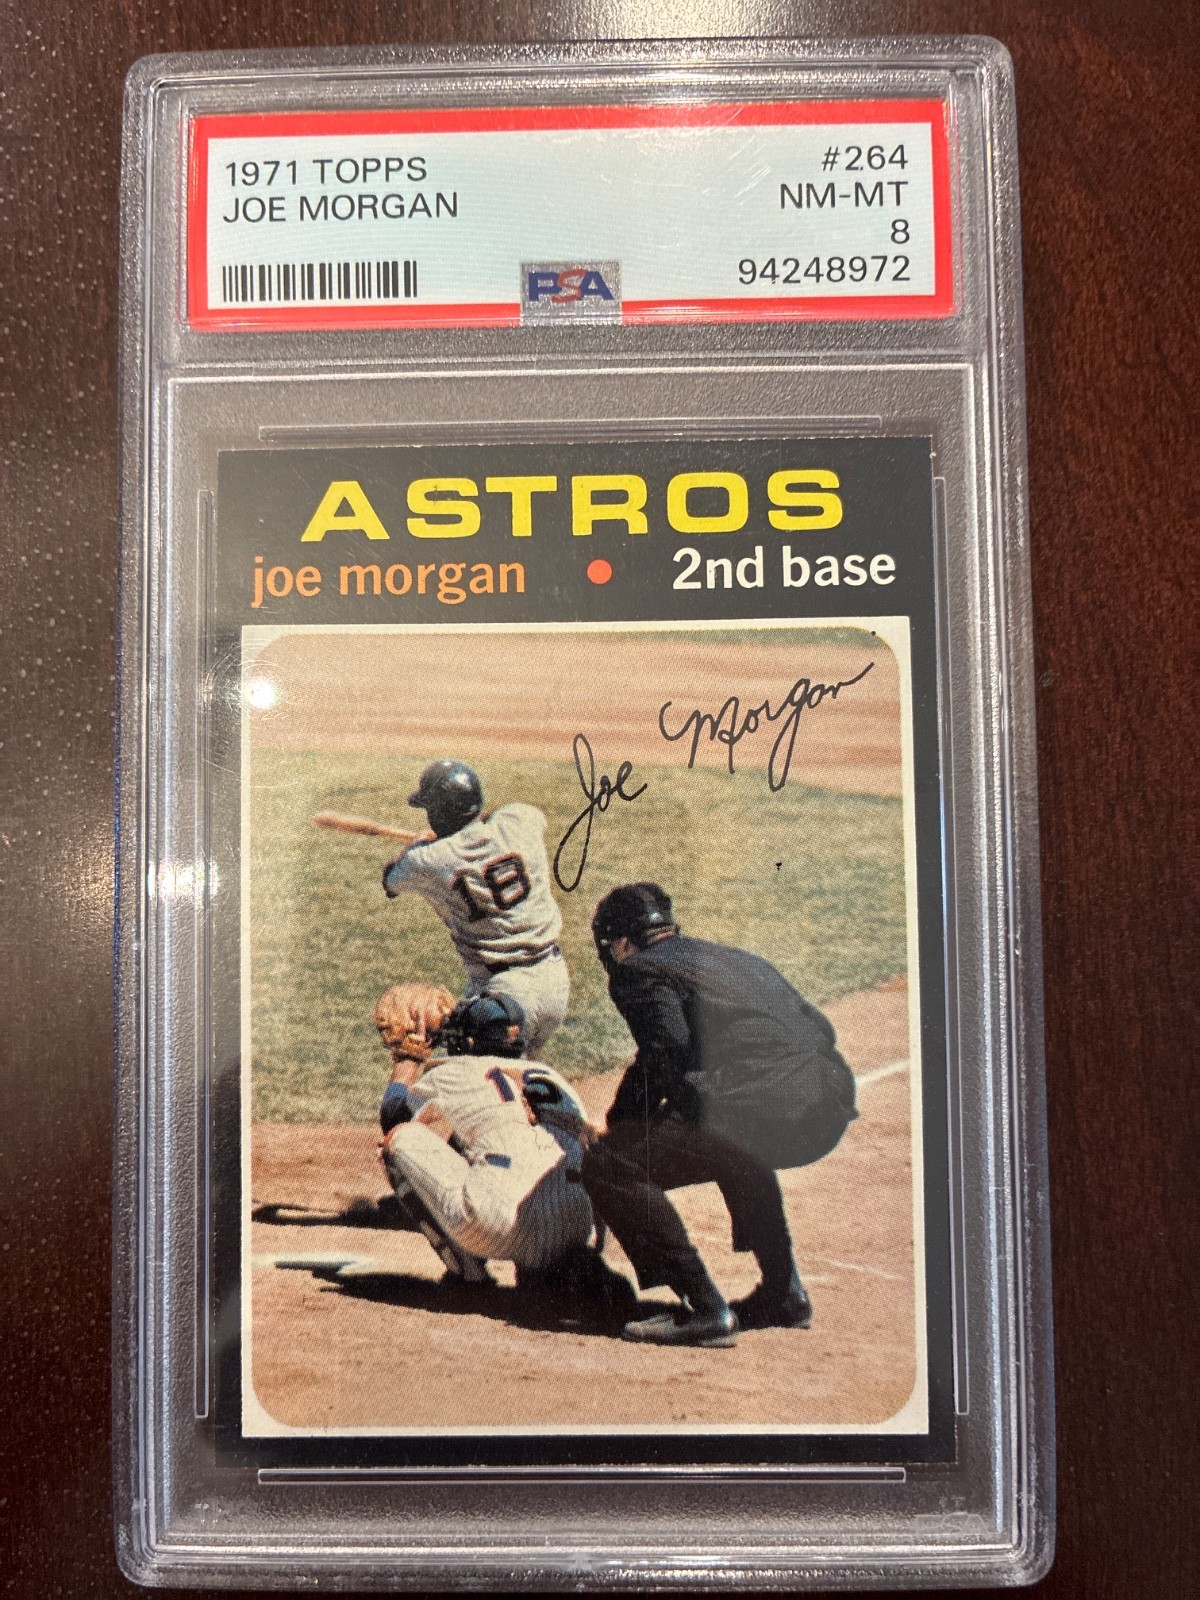 1971 TOPPS #264
JOE MORGAN NM-MT
8
PSA 94248972
ASTROS
joe morgan • 2nd base
Joe Morgan
18